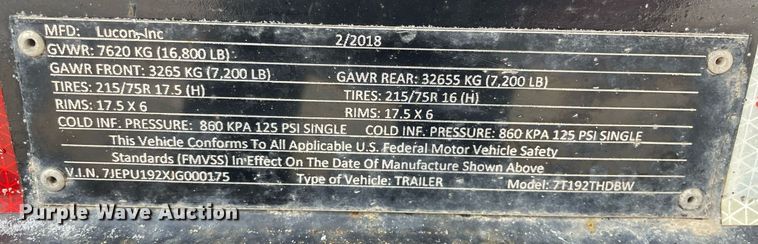 MFD: Lucon, Inc 2/2018
GVWR: 7620 KG (16,800 LB)
GAWR FRONT: 3265 KG (7,200 LB) GAWR REAR: 32655 KG (7,200 LB)
TIRES: 215/75R 17.5 (H) TIRES: 215/75R 16 (H)
RIMS: 17.5 X 6 RIMS: 17.5 X 6
COLD INF. PRESSURE: 860 KPA 125 PSI SINGLE COLD INF. PRESSURE: 860 KPA 125 PSI SINGLE
This Vehicle Conforms To All Applicable U.S. Federal Motor Vehicle Safety
Standards (FMVSS) In Effect On The Date Of Manufacture Shown Above
V.I.N. 7JEPU192XJG000175 Type of Vehicle: TRAILER Model: 7T192THDBW
Purple Wave Auction